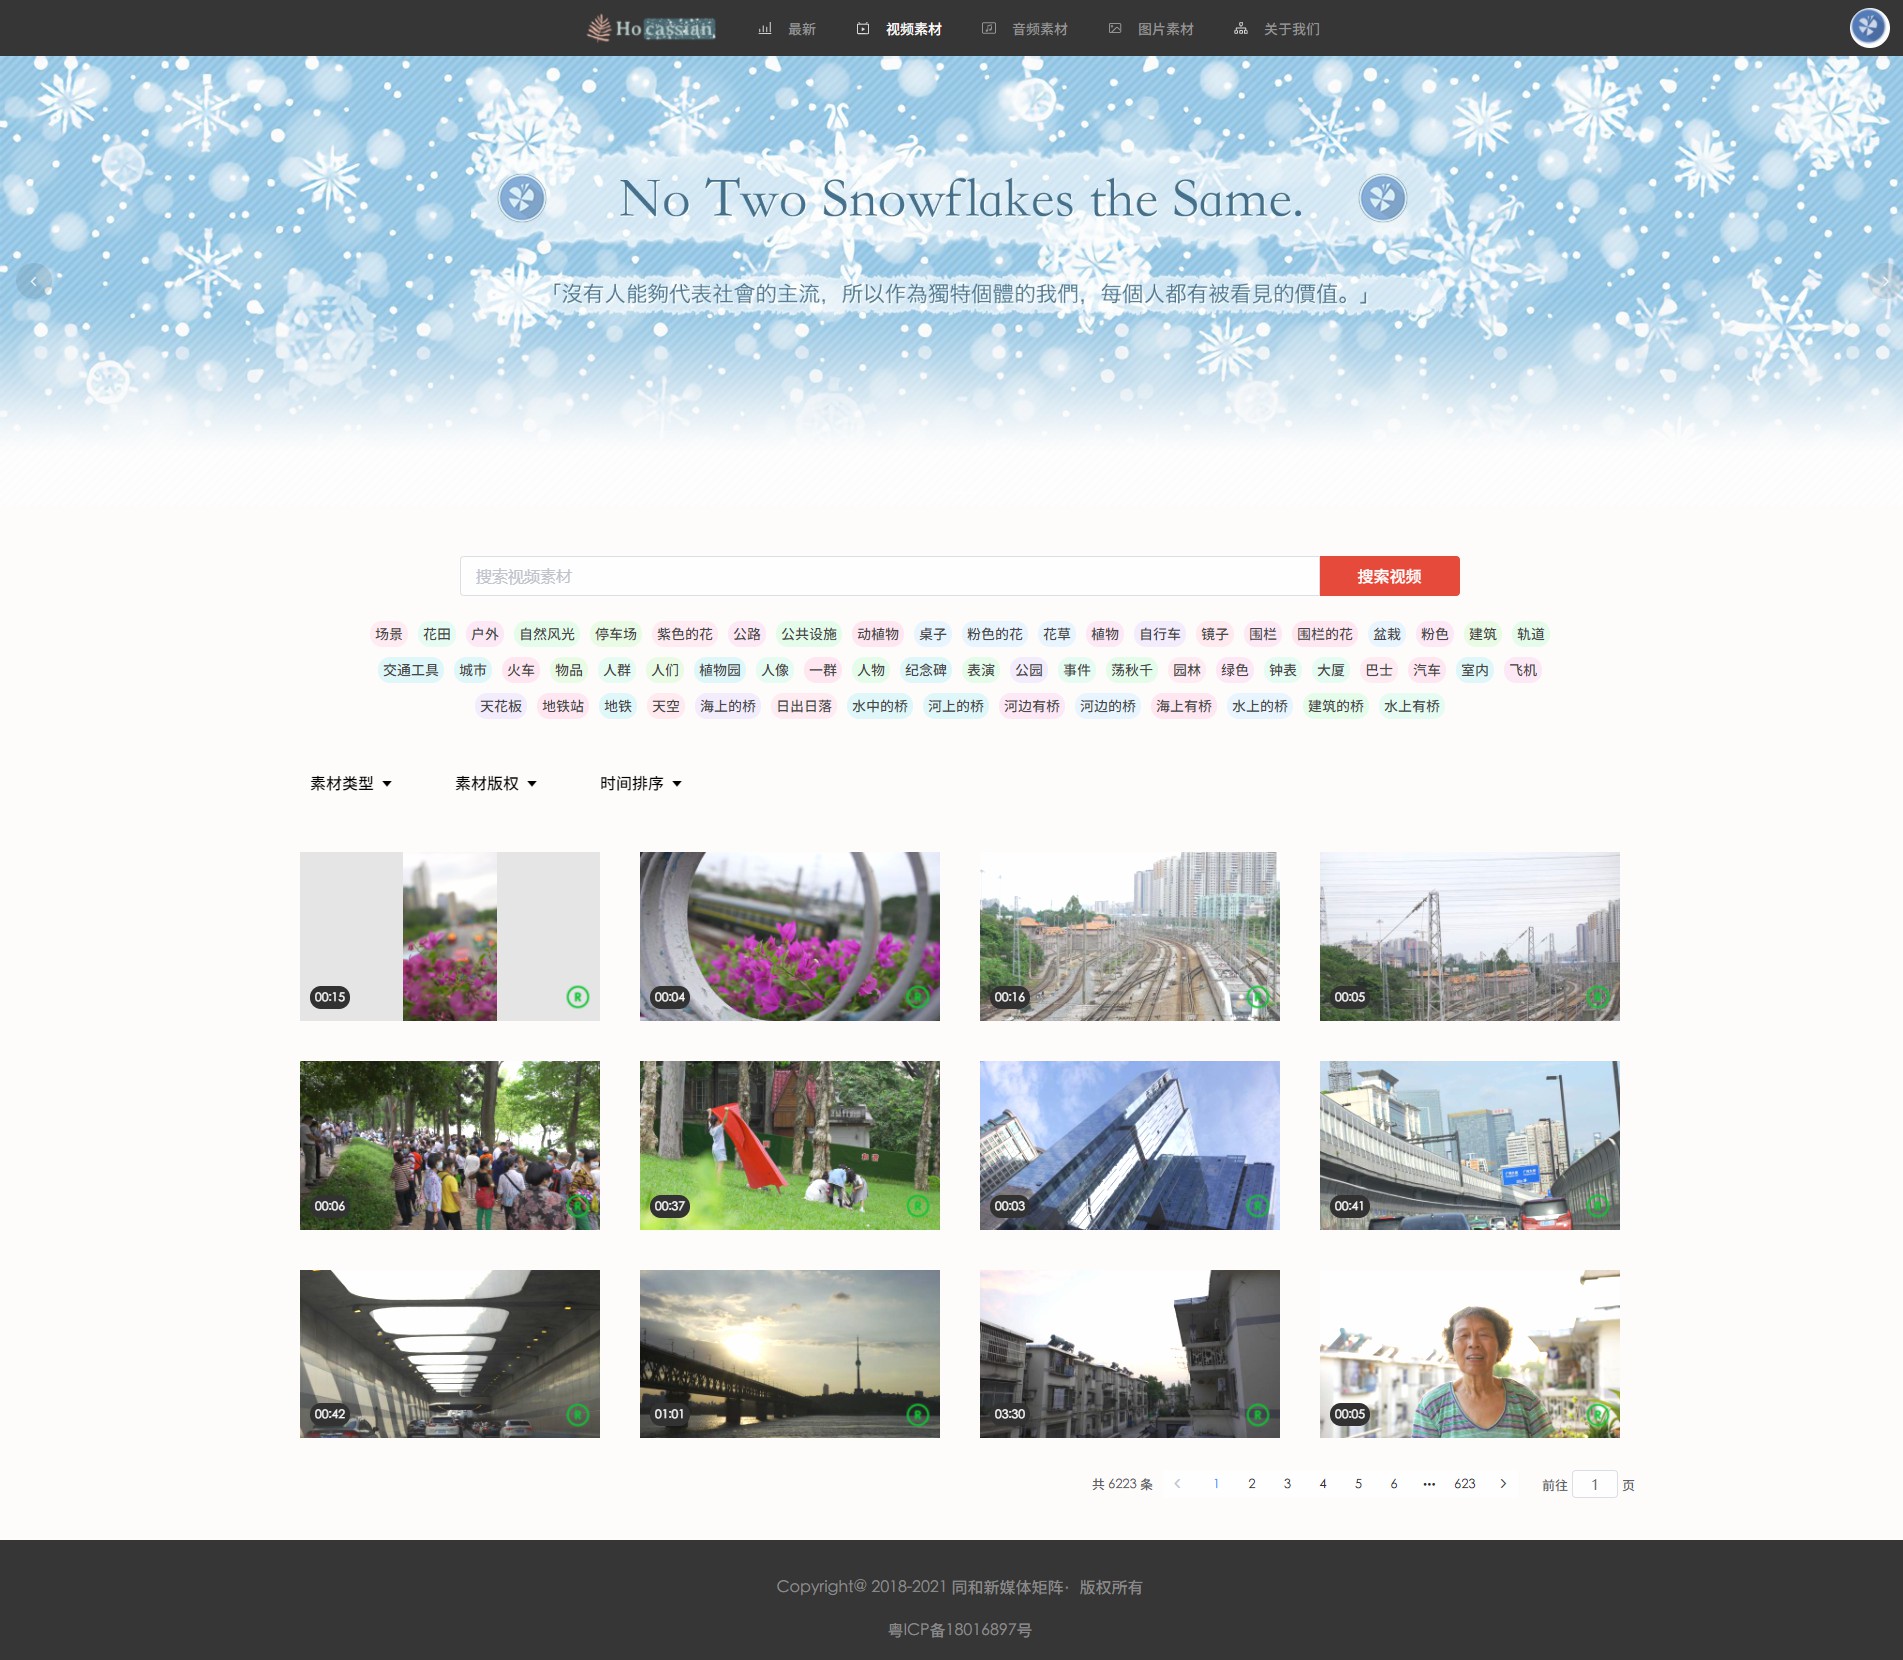 Hocassian
最新 视频素材 音频素材 图片素材 关于我们
No Two Snowflakes the Same.
「沒有人能夠代表社會的主流，所以作為獨特個體的我們，每個人都有被看見的價值。」
搜索视频素材 搜索视频
场景 花田 户外 自然风光 停车场 紫色的花 公路 公共设施 动植物 桌子 粉色的花 花草 植物 自行车 镜子 围栏 围栏的花 盆栽 粉色 建筑 轨道
交通工具 城市 火车 物品 人群 人们 植物园 人像 一群 人物 纪念碑 表演 公园 事件 荡秋千 园林 绿色 钟表 大厦 巴士 汽车 室内 飞机
天花板 地铁站 地铁 天空 海上的桥 日出日落 水中的桥 河上的桥 河边有桥 河边的桥 海上有桥 水上的桥 建筑的桥 水上有桥
素材类型 素材版权 时间排序
00:15 R 00:04 R 00:16 R 00:05 R
00:06 R 00:37 R 00:03 R 00:41 R
00:42 R 01:01 R 03:30 R 00:05 R
共 6223 条 1 2 3 4 5 6 ••• 623 前往 1 页
Copyright@ 2018-2021 同和新媒体矩阵· 版权所有
粤ICP备18016897号